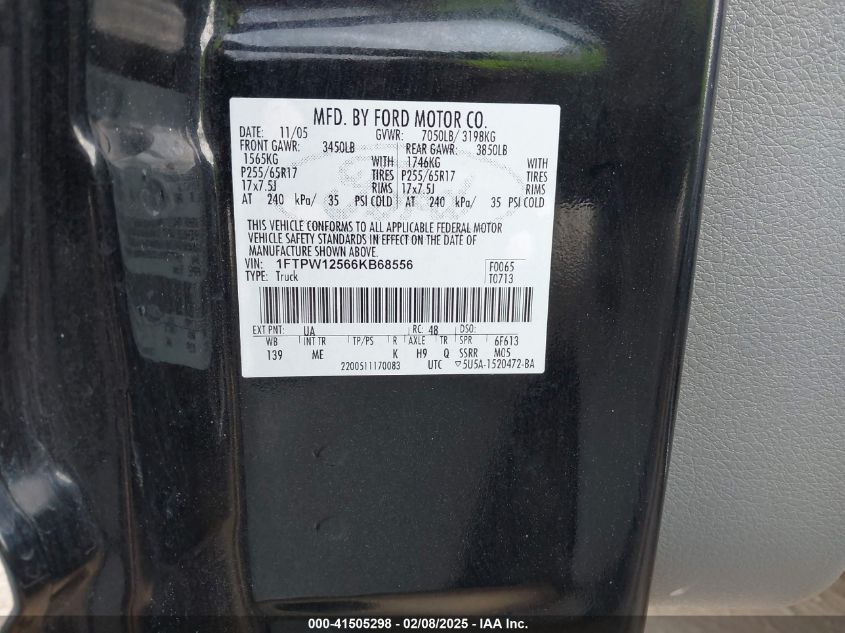 MFD. BY FORD MOTOR CO.
DATE: 11/05 GVWR: 7050LB/ 3198KG
FRONT GAWR: 3450LB REAR GAWR: 3850LB
1565KG WITH 1746KG WITH
P255/65R17 TIRES P255/65R17 TIRES
17x7.5J RIMS 17x7.5J RIMS
AT 240 kPa/ 35 PSI COLD AT 240 kPa/ 35 PSI COLD
THIS VEHICLE CONFORMS TO ALL APPLICABLE FEDERAL MOTOR
VEHICLE SAFETY STANDARDS IN EFFECT ON THE DATE OF
MANUFACTURE SHOWN ABOVE.
VIN: 1FTPW12566KB68556 F0065
TYPE: Truck T0713
EXT PNT: UA RC: 48 DSO:
WB INT TR TP/PS R AXLE TR SPR 6F613
139 ME K H9 Q SSRR M05
2200511170083 UTC ▽5U5A-1520472-BA
000-41505298 - 02/08/2025 - US.IAAI.COM